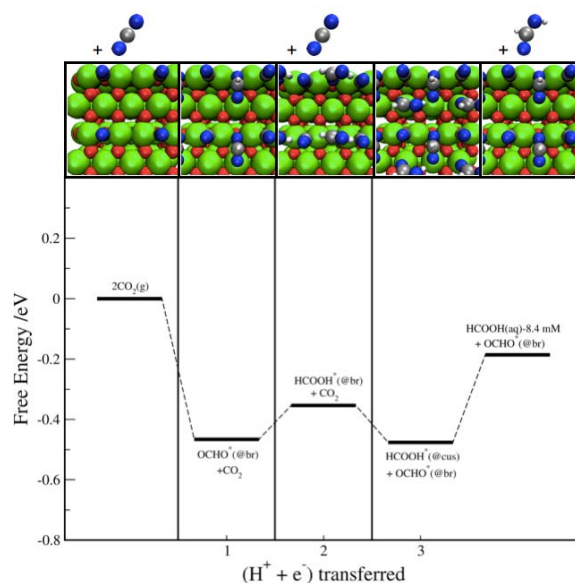 +
+
+
0.2
0
-0.2
-0.4
-0.6
-0.8
Free Energy /eV
2CO2(g)
OCHO*(@br)
+CO2
HCOOH*(@br)
+ CO2
HCOOH*(@cus)
+ OCHO*(@br)
HCOOH(aq)-8.4 mM
+ OCHO*(@br)
1
2
3
(H+ + e-) transferred